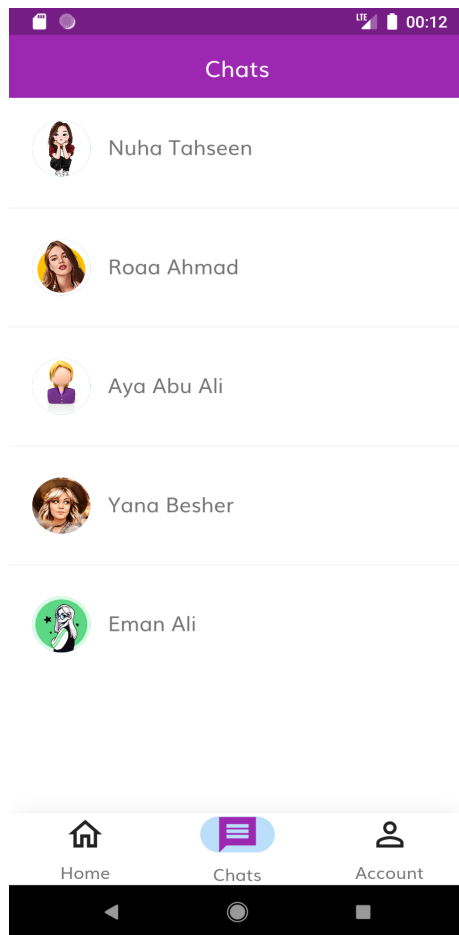 LTE 00:12
Chats
Nuha Tahseen
Roaa Ahmad
Aya Abu Ali
Yana Besher
Eman Ali
Home Chats Account